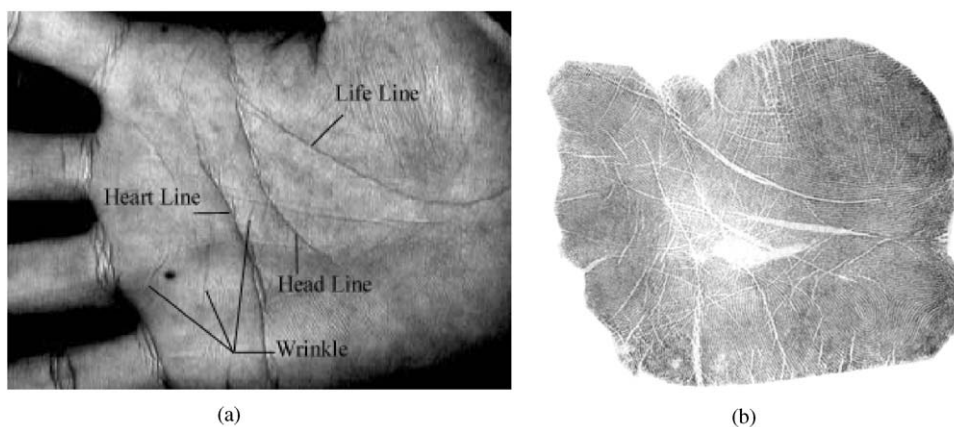 Life Line
Heart Line
Head Line
Wrinkle
(a)
(b)